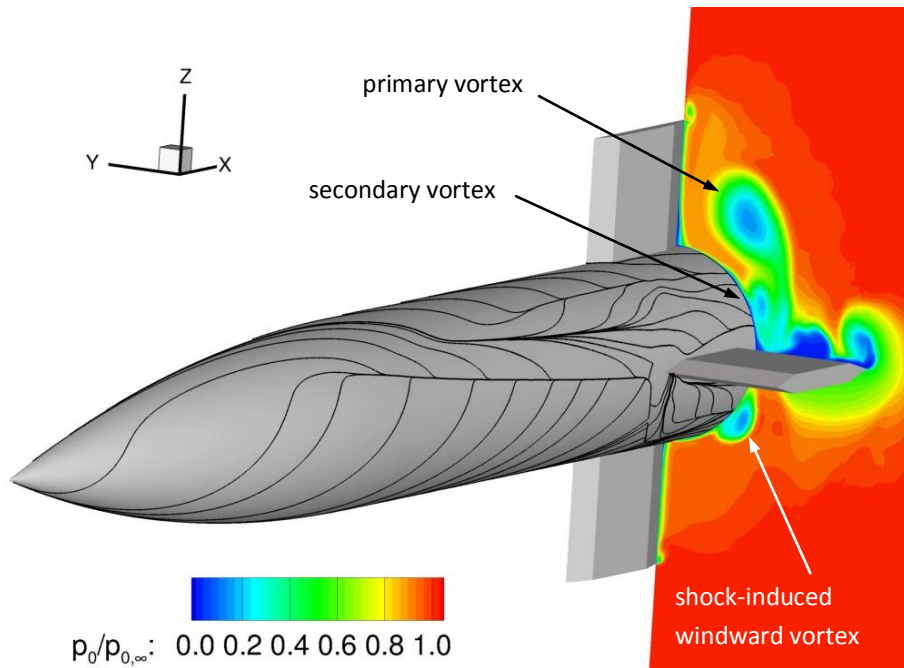 primary vortex
Z
Y
X
secondary vortex
shock-induced
windward vortex
p₀/p₀,∞: 0.0 0.2 0.4 0.6 0.8 1.0